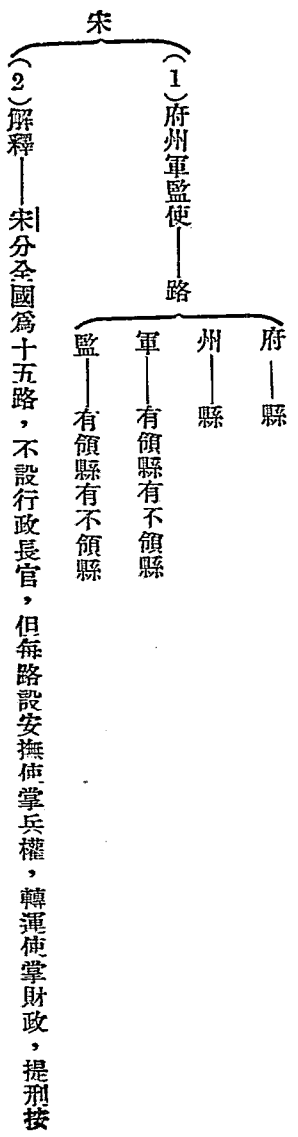 宋
(1)府州軍監使——路
府——縣
州——縣
軍——有領縣有不領縣
監——有領縣有不領縣
(2)解釋——宋分全國爲十五路，不設行政長官，但每路設安撫使掌兵權，轉運使掌財政，提刑按